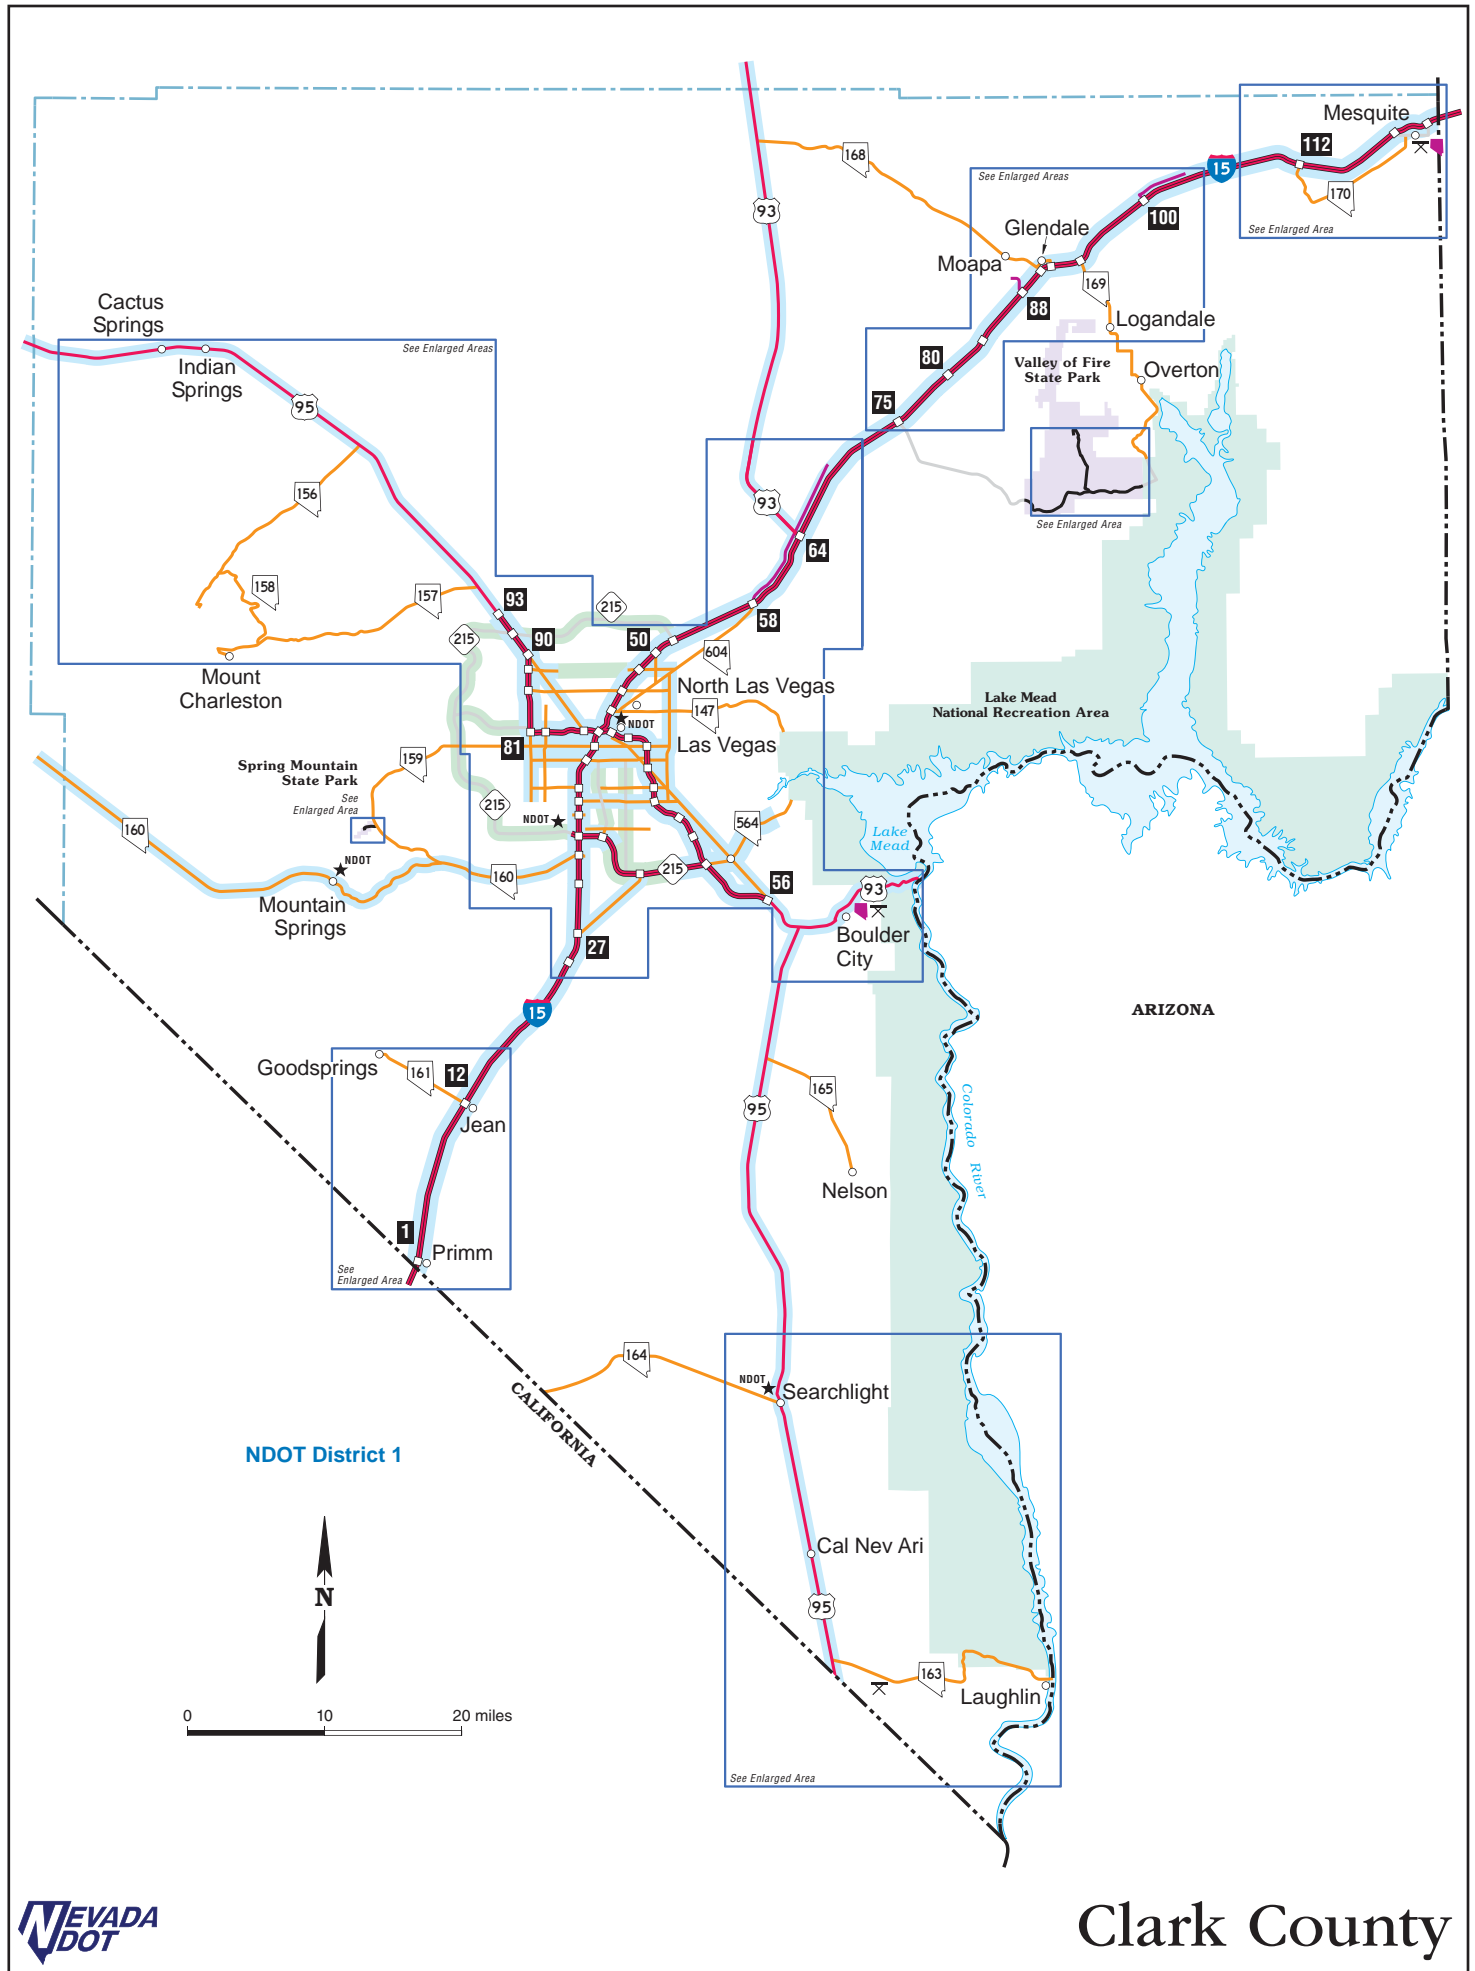 Mesquite
112
15
168
See Enlarged Areas
170
93
100
Glendale
See Enlarged Area
Moapa
169
Cactus
Springs
88
Logandale
See Enlarged Areas
Indian
Springs
80
Valley of Fire
State Park
Overton
95
75
156
93
See Enlarged Area
64
158
157
93
215
58
215
90
50
604
Mount
Charleston
North Las Vegas
Lake Mead
National Recreation Area
147
NDOT
81
Las Vegas
159
Spring Mountain
State Park
See
Enlarged Area
215
NDOT
564
160
Lake
Mead
NDOT
160
215
56
93
Mountain
Springs
Boulder
City
27
15
ARIZONA
Goodsprings
161
12
165
95
Colorado River
Jean
Nelson
1
Primm
See
Enlarged Area
164
NDOT
Searchlight
CALIFORNIA
NDOT District 1
Cal Nev Ari
N
95
163
Laughlin
0 10 20 miles
See Enlarged Area
NEVADA
DOT
Clark County